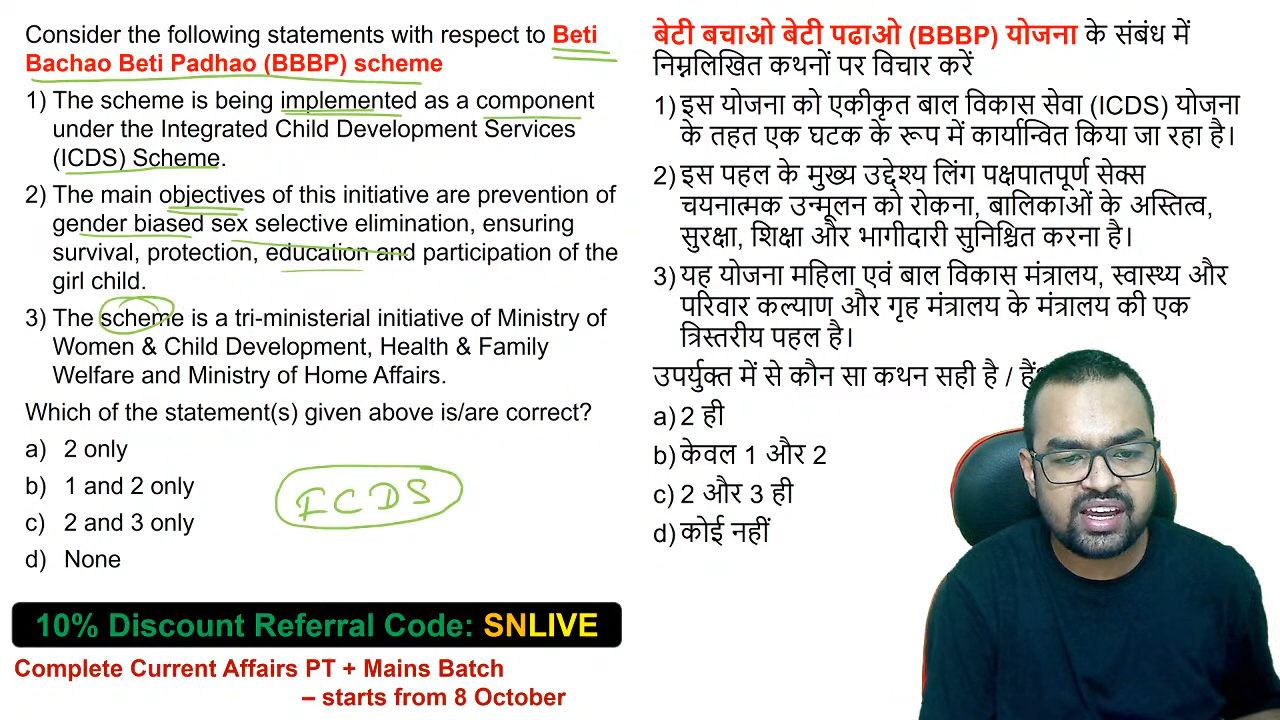 Consider the following statements with respect to Beti
Bachao Beti Padhao (BBBP) scheme
1) The scheme is being implemented as a component
under the Integrated Child Development Services
(ICDS) Scheme.
2) The main objectives of this initiative are prevention of
gender biased sex selective elimination, ensuring
survival, protection, education and participation of the
girl child.
3) The scheme is a tri-ministerial initiative of Ministry of
Women & Child Development, Health & Family
Welfare and Ministry of Home Affairs.
Which of the statement(s) given above is/are correct?
a) 2 only
b) 1 and 2 only
c) 2 and 3 only
d) None
ICDS
10% Discount Referral Code: SNLIVE
Complete Current Affairs PT + Mains Batch
– starts from 8 October
बेटी बचाओ बेटी पढाओ (BBBP) योजना के संबंध में
निम्नलिखित कथनों पर विचार करें
1) इस योजना को एकीकृत बाल विकास सेवा (ICDS) योजना
के तहत एक घटक के रूप में कार्यान्वित किया जा रहा है।
2) इस पहल के मुख्य उद्देश्य लिंग पक्षपातपूर्ण सेक्स
चयनात्मक उन्मूलन को रोकना, बालिकाओं के अस्तित्व,
सुरक्षा, शिक्षा और भागीदारी सुनिश्चित करना है।
3) यह योजना महिला एवं बाल विकास मंत्रालय, स्वास्थ्य और
परिवार कल्याण और गृह मंत्रालय के मंत्रालय की एक
त्रिस्तरीय पहल है।
उपर्युक्त में से कौन सा कथन सही है / हैं
a) 2 ही
b) केवल 1 और 2
c) 2 और 3 ही
d) कोई नहीं